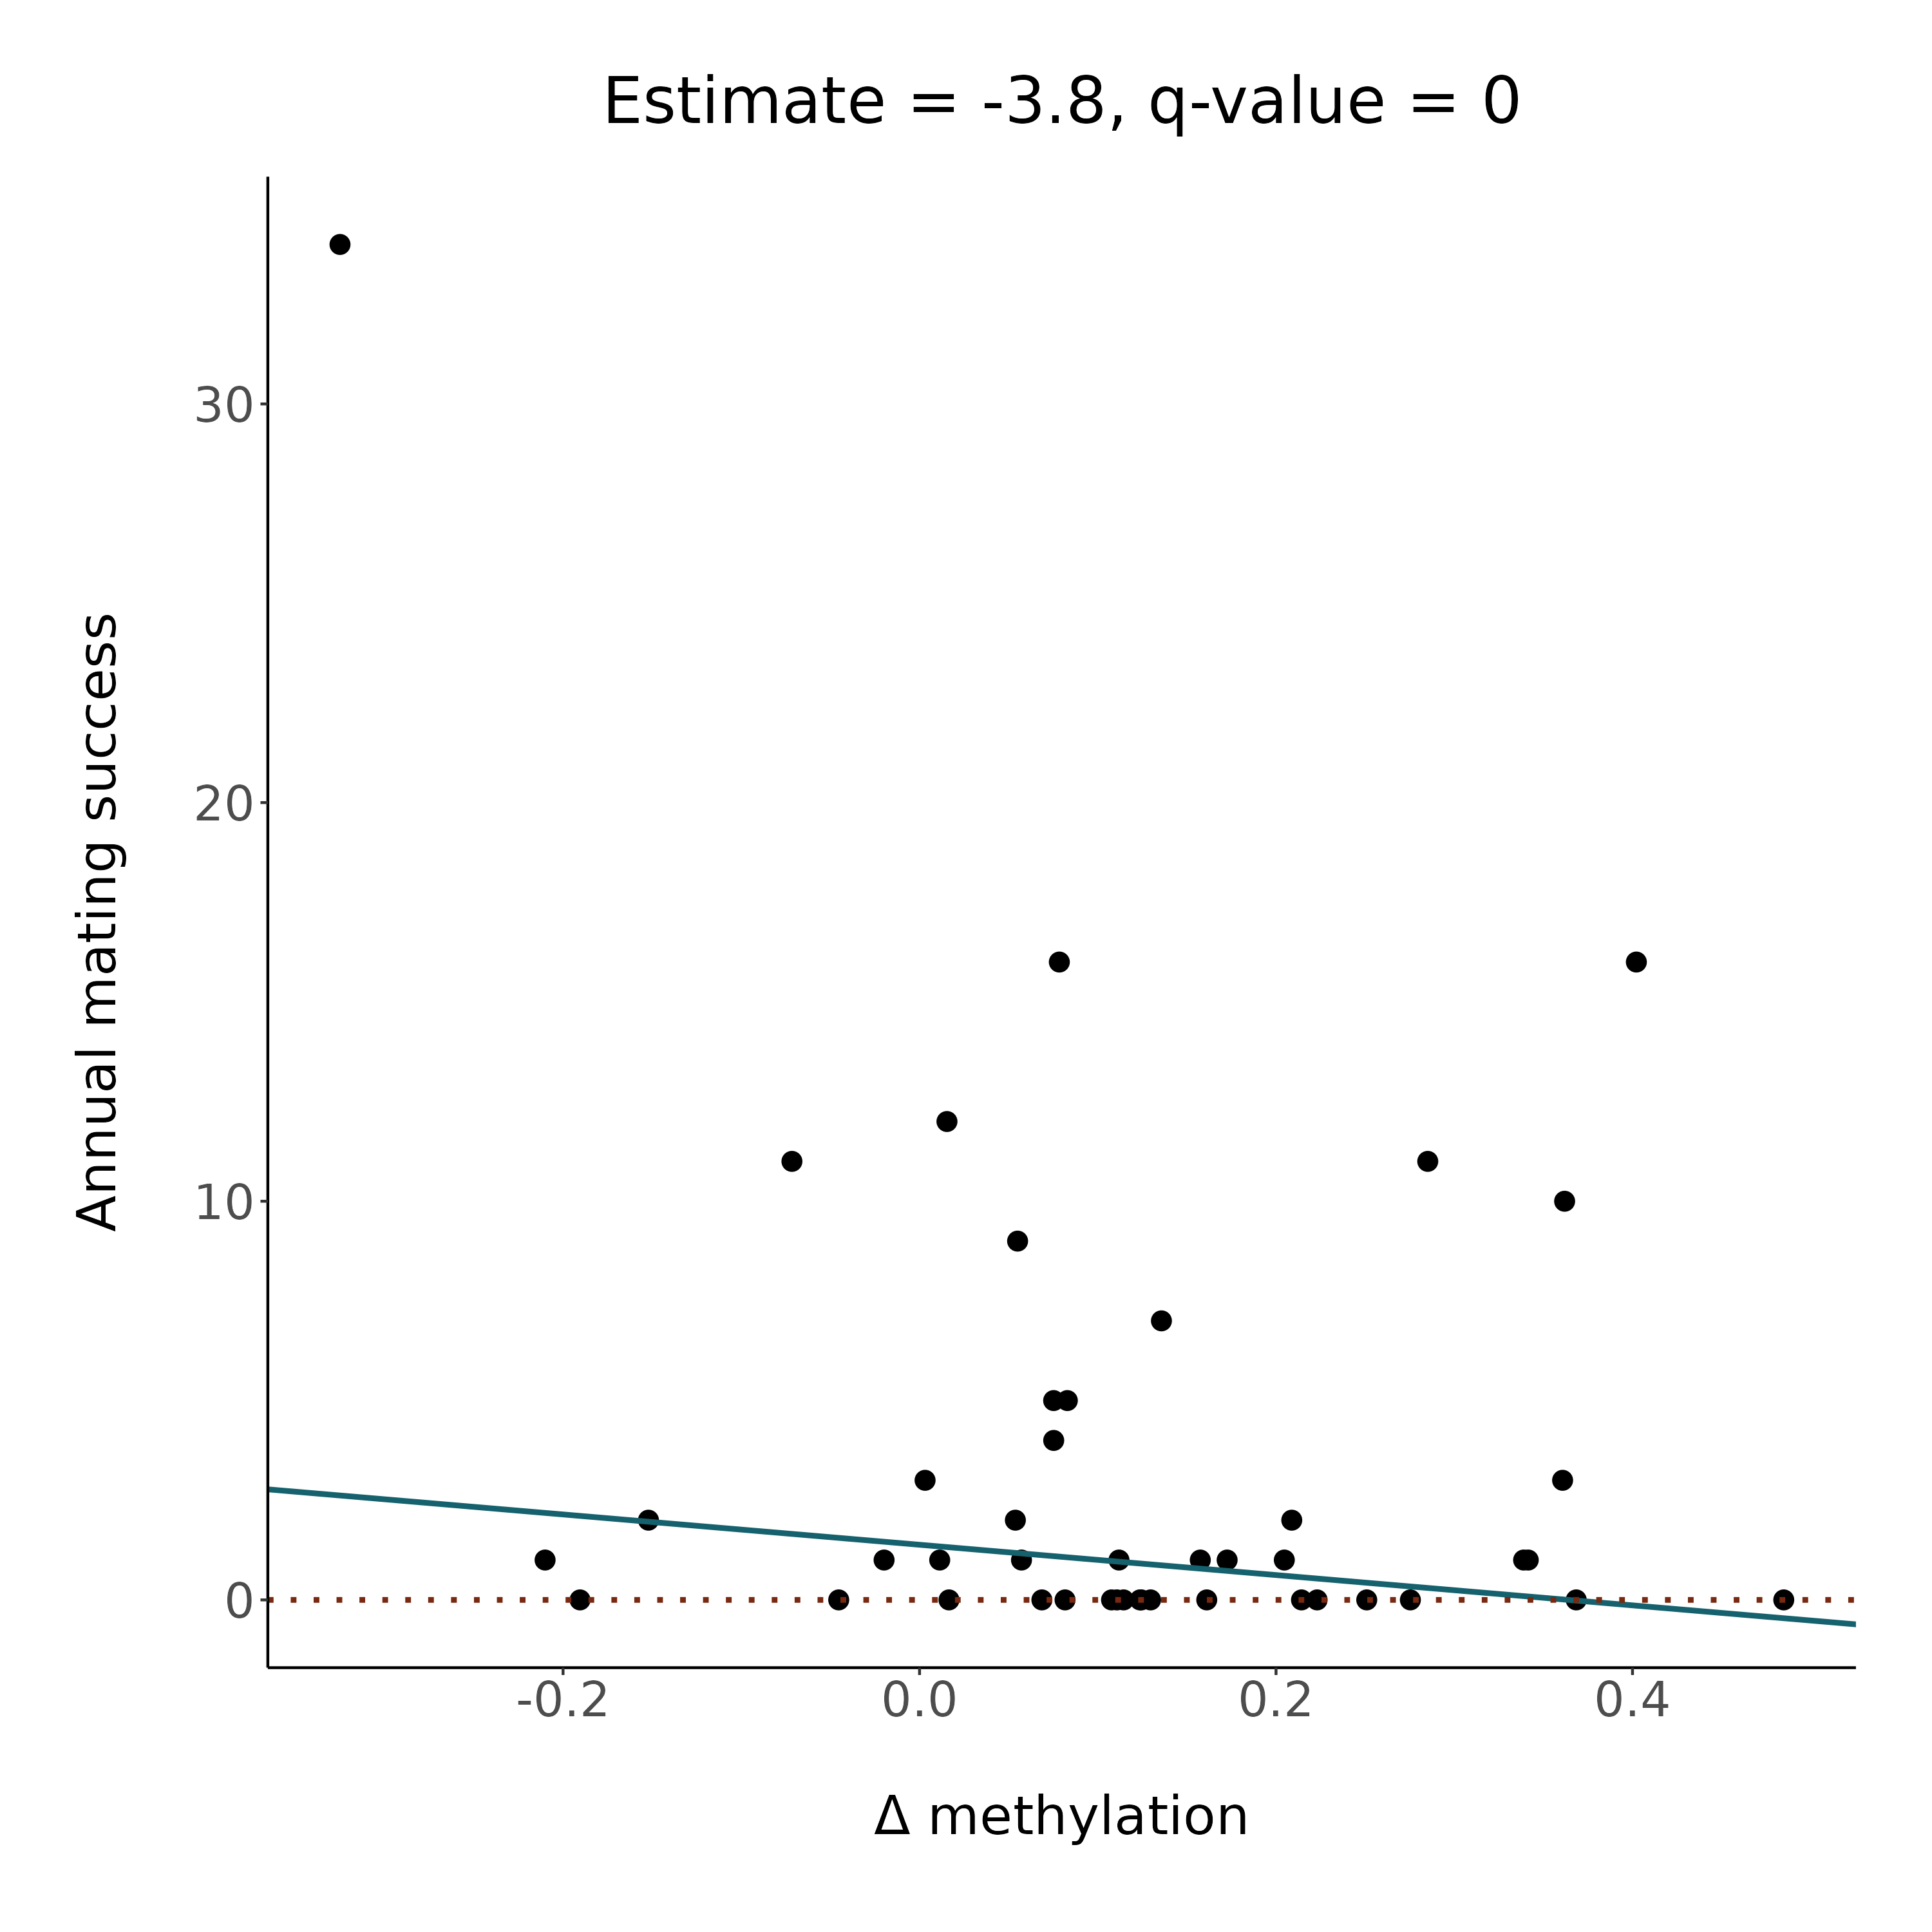 Estimate = -3.8, q-value = 0
Annual mating success
30
20
10
0
-0.2
0.0
0.2
0.4
Δ methylation